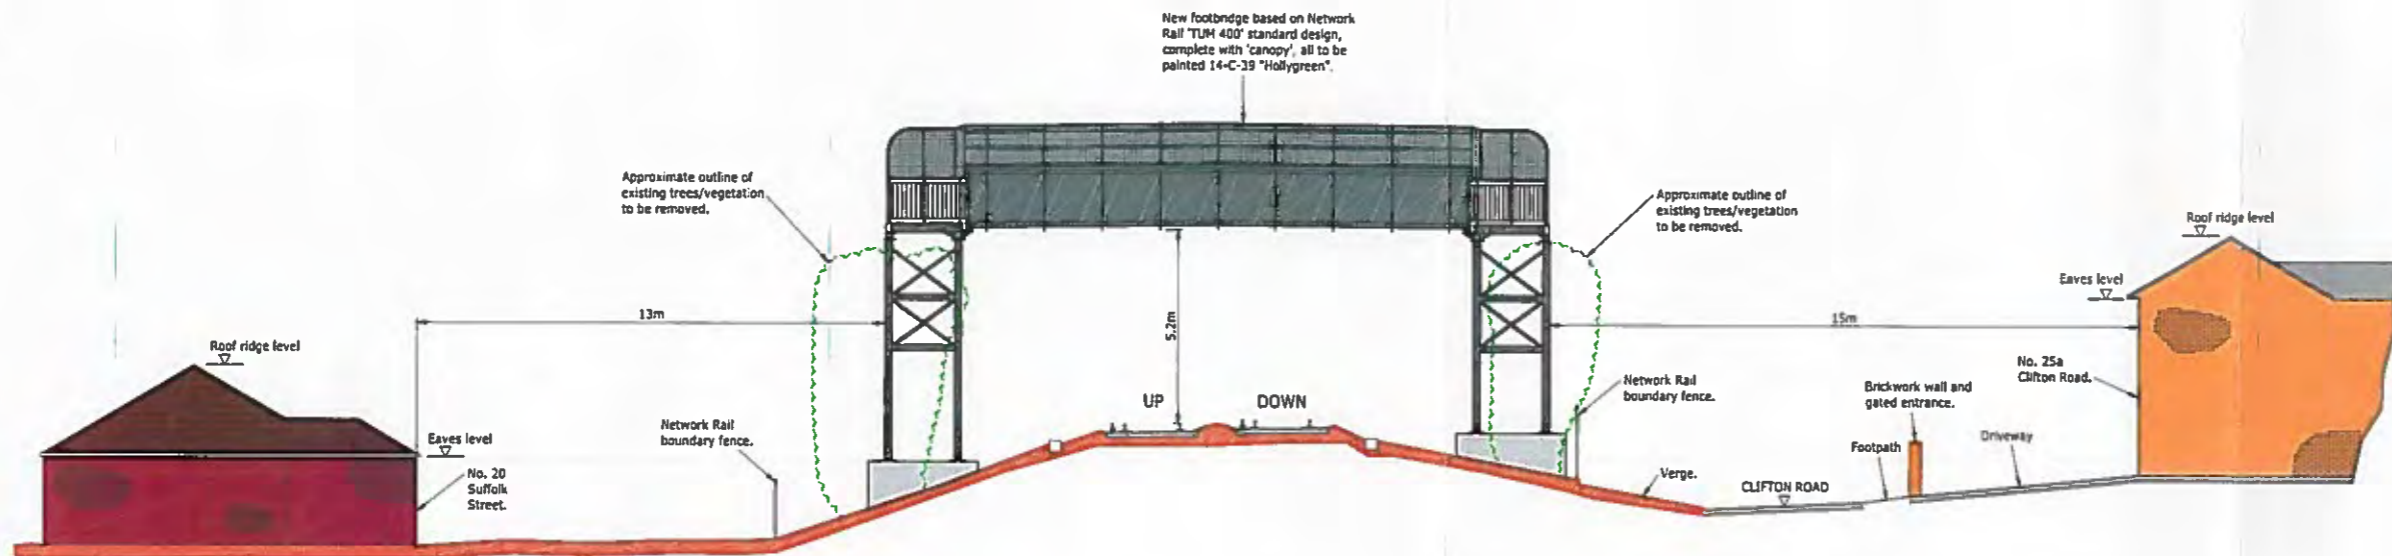 New footbridge based on Network
Rail 'TUM 400' standard design,
complete with 'canopy', all to be
painted 14-C-39 "Hollygreen".
Approximate outline of
existing trees/vegetation
to be removed.
Approximate outline of
existing trees/vegetation
to be removed.
Roof ridge level
Eaves level
13m
5.2m
15m
Roof ridge level
No. 25a
Clifton Road.
Network Rail
boundary fence.
Brickwork wall and
gated entrance.
UP
DOWN
Network Rail
boundary fence.
Eaves level
Driveway
Footpath
No. 20
Suffolk
Street.
Verge.
CLIFTON ROAD